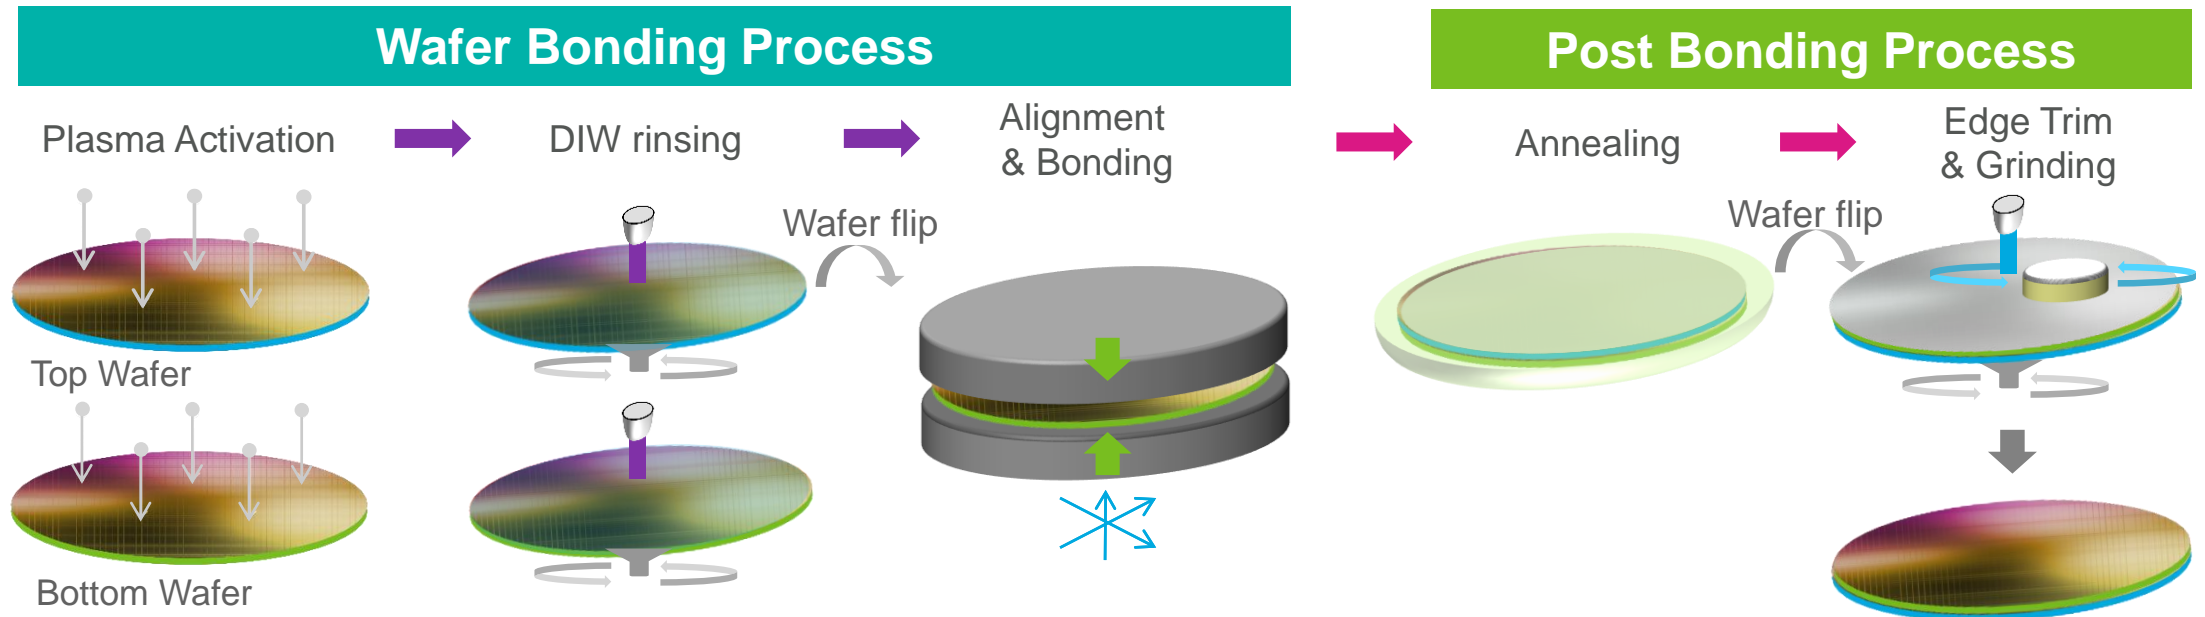 Wafer Bonding Process
Post Bonding Process
Plasma Activation
DIW rinsing
Alignment
& Bonding
Annealing
Edge Trim
& Grinding
Wafer flip
Wafer flip
Top Wafer
Bottom Wafer